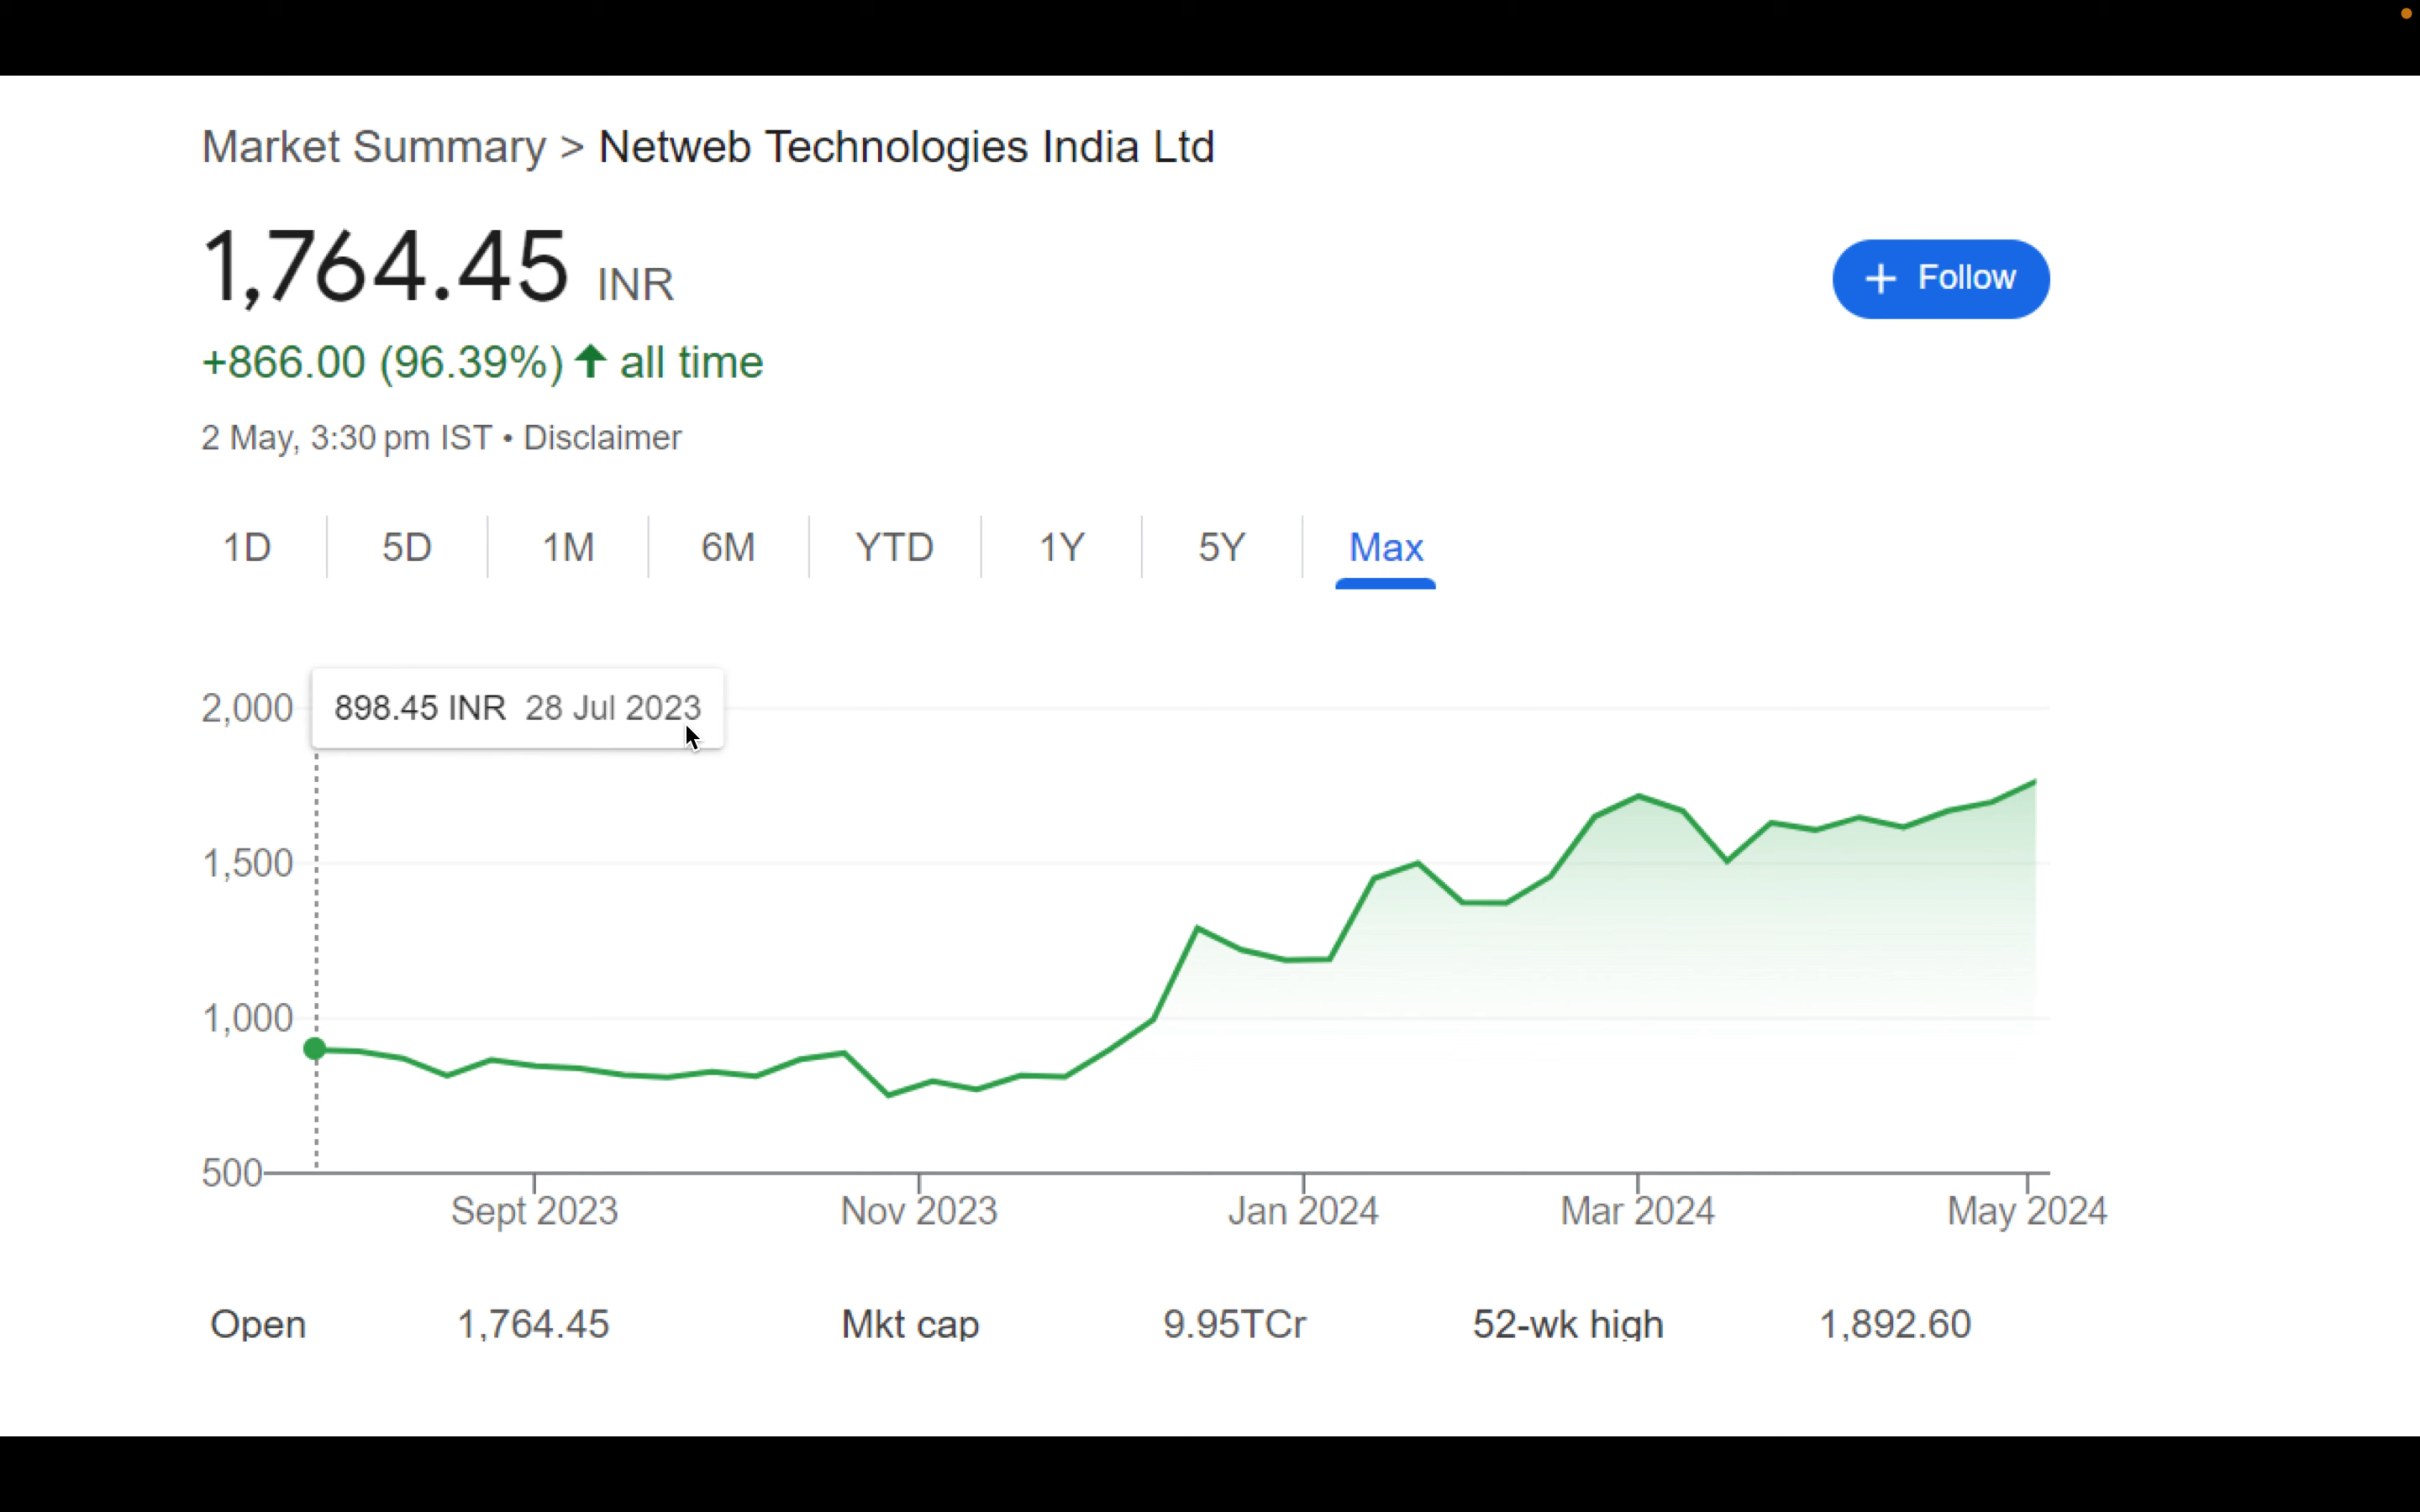 Market Summary > Netweb Technologies India Ltd
1,764.45 INR
+ Follow
+866.00 (96.39%) ↑ all time
2 May, 3:30 pm IST • Disclaimer
1D 5D 1M 6M YTD 1Y 5Y Max
2,000
898.45 INR 28 Jul 2023
1,500
1,000
500
Sept 2023 Nov 2023 Jan 2024 Mar 2024 May 2024
Open 1,764.45 Mkt cap 9.95TCr 52-wk high 1,892.60